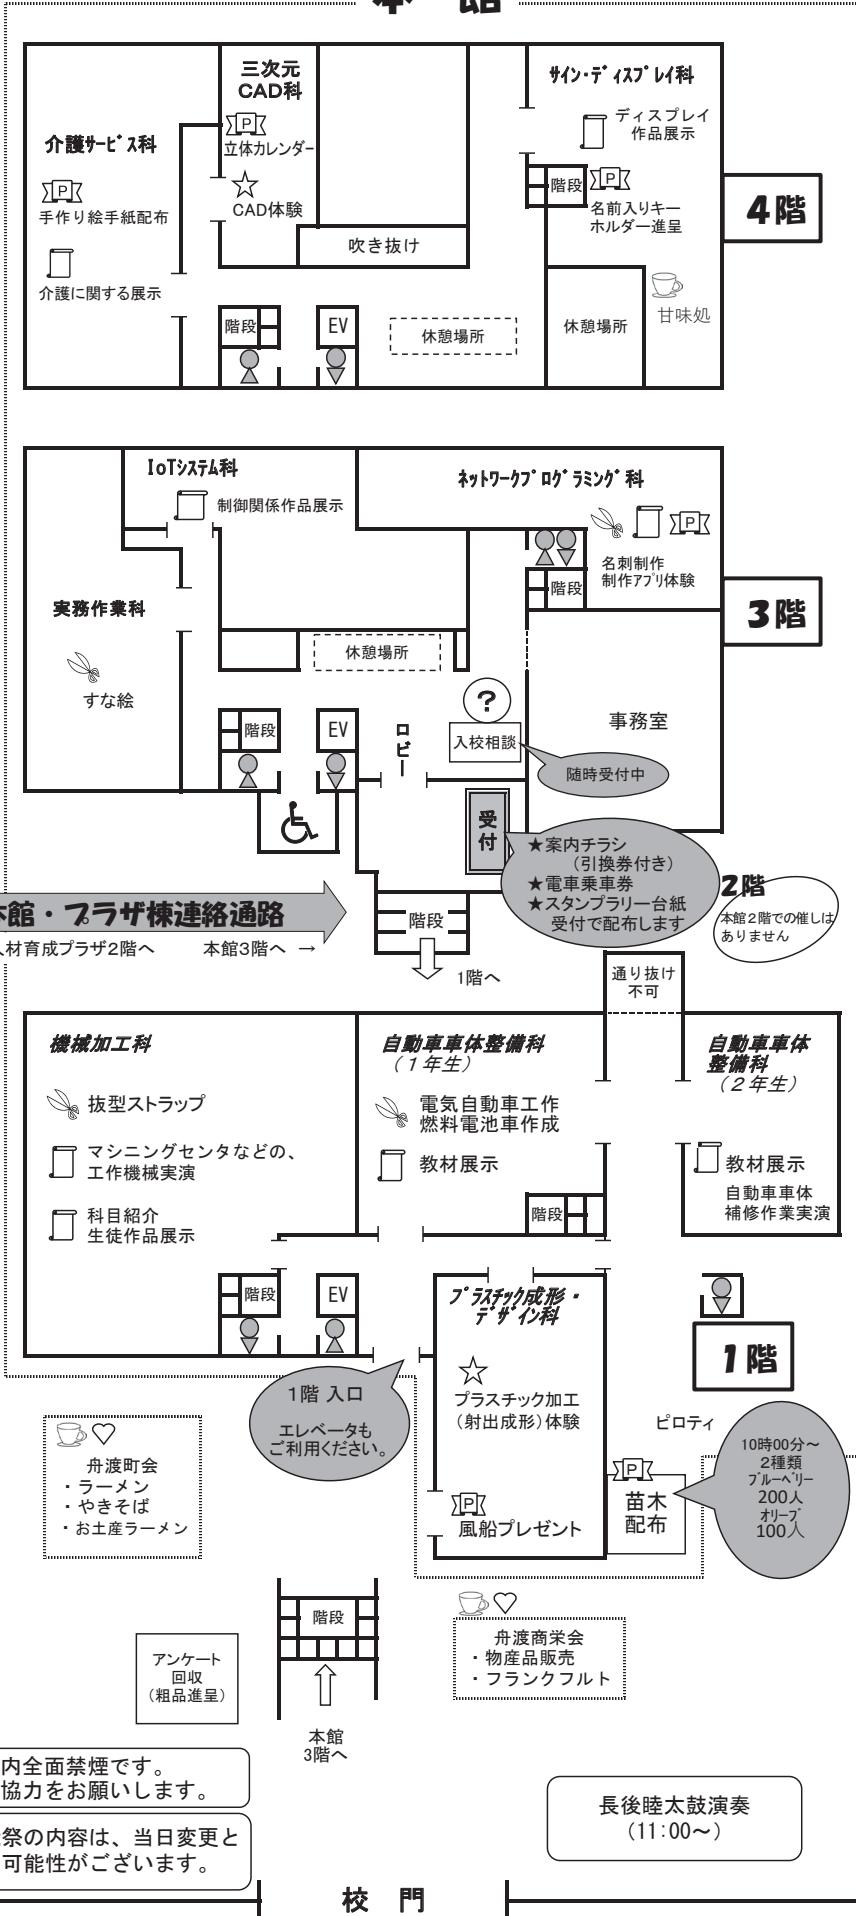 本 館
三次元
CAD科
P
立体カレンダー
CAD体験
介護サービス科
P
手作り絵手紙配布
介護に関する展示
吹き抜け
サイン・ディスプレイ科
ディスプレイ
作品展示
階段
P
名前入りキー
ホルダー進呈
4階
階段
EV
休憩場所
休憩場所
甘味処
IoTシステム科
制御関係作品展示
ネットワークプログラミング科
P
名刺制作
制作アプリ体験
階段
3階
実務作業科
すな絵
休憩場所
階段
EV
ロビー
?
入校相談
随時受付中
事務室
受付
★案内チラシ
(引換券付き)
★電車乗車券
★スタンプラリー台紙
受付で配布します
2階
本館2階での催しは
ありません
本館・プラザ棟連絡通路
人材育成プラザ2階へ 本館3階へ →
階段
1階へ
通り抜け
不可
機械加工科
抜型ストラップ
マシニングセンタなどの、
工作機械実演
科目紹介
生徒作品展示
自動車車体整備科
(1年生)
電気自動車工作
燃料電池車作成
教材展示
階段
自動車車体
整備科
(2年生)
教材展示
自動車車体
補修作業実演
階段
EV
プラスチック成形・
デザイン科
プラスチック加工
(射出成形)体験
P
風船プレゼント
1階
1階 入口
エレベータも
ご利用ください。
ピロティ
P
苗木
配布
10時00分~
2種類
ブルーベリー
200人
オリーブ
100人
舟渡町会
・ラーメン
・やきそば
・お土産ラーメン
階段
本館
3階へ
アンケート
回収
(粗品進呈)
舟渡商栄会
・物産品販売
・フランクフルト
内全面禁煙です。
協力をお願いします。
祭の内容は、当日変更と
可能性がございます。
長後睦太鼓演奏
(11:00~)
校 門